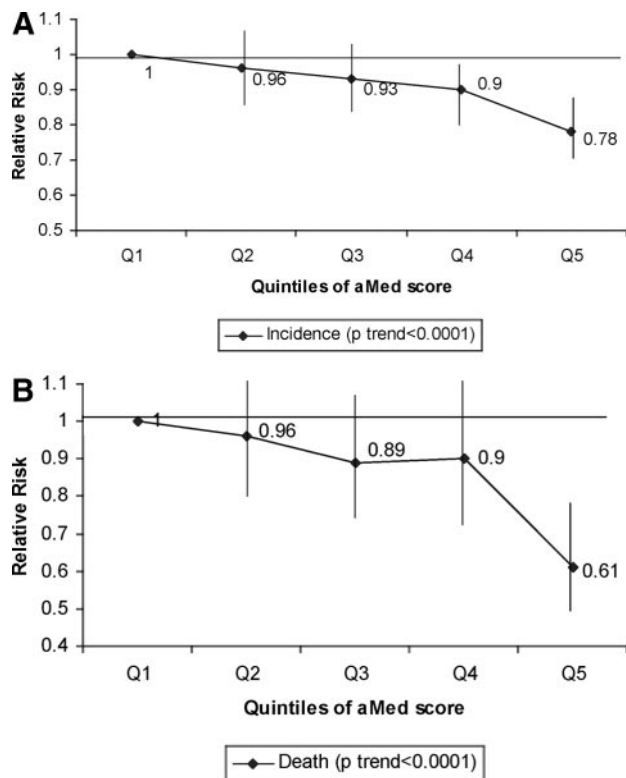 A
1.1
1
0.9
0.8
0.7
0.6
0.5
Relative Risk
1
0.96
0.93
0.9
0.78
Q1 Q2 Q3 Q4 Q5
Quintiles of aMed score
Incidence (p trend<0.0001)
B
1.1
1
0.9
0.8
0.7
0.6
0.5
0.4
Relative Risk
1
0.96
0.89
0.9
0.61
Q1 Q2 Q3 Q4 Q5
Quintiles of aMed score
Death (p trend<0.0001)